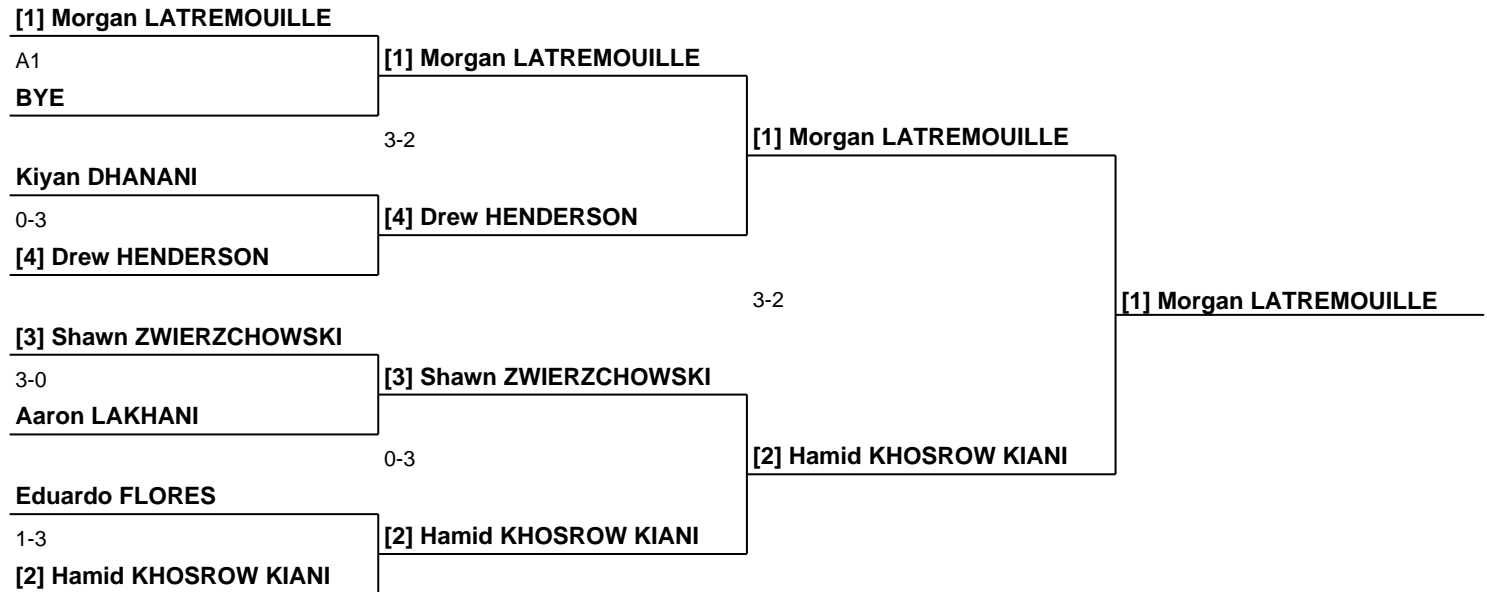 [1] Morgan LATREMOUILLE
A1
BYE
[1] Morgan LATREMOUILLE
3-2
Kiyan DHANANI
0-3
[4] Drew HENDERSON
[4] Drew HENDERSON
[1] Morgan LATREMOUILLE
3-2
[1] Morgan LATREMOUILLE
[3] Shawn ZWIERZCHOWSKI
3-0
Aaron LAKHANI
[3] Shawn ZWIERZCHOWSKI
0-3
Eduardo FLORES
1-3
[2] Hamid KHOSROW KIANI
[2] Hamid KHOSROW KIANI
[2] Hamid KHOSROW KIANI